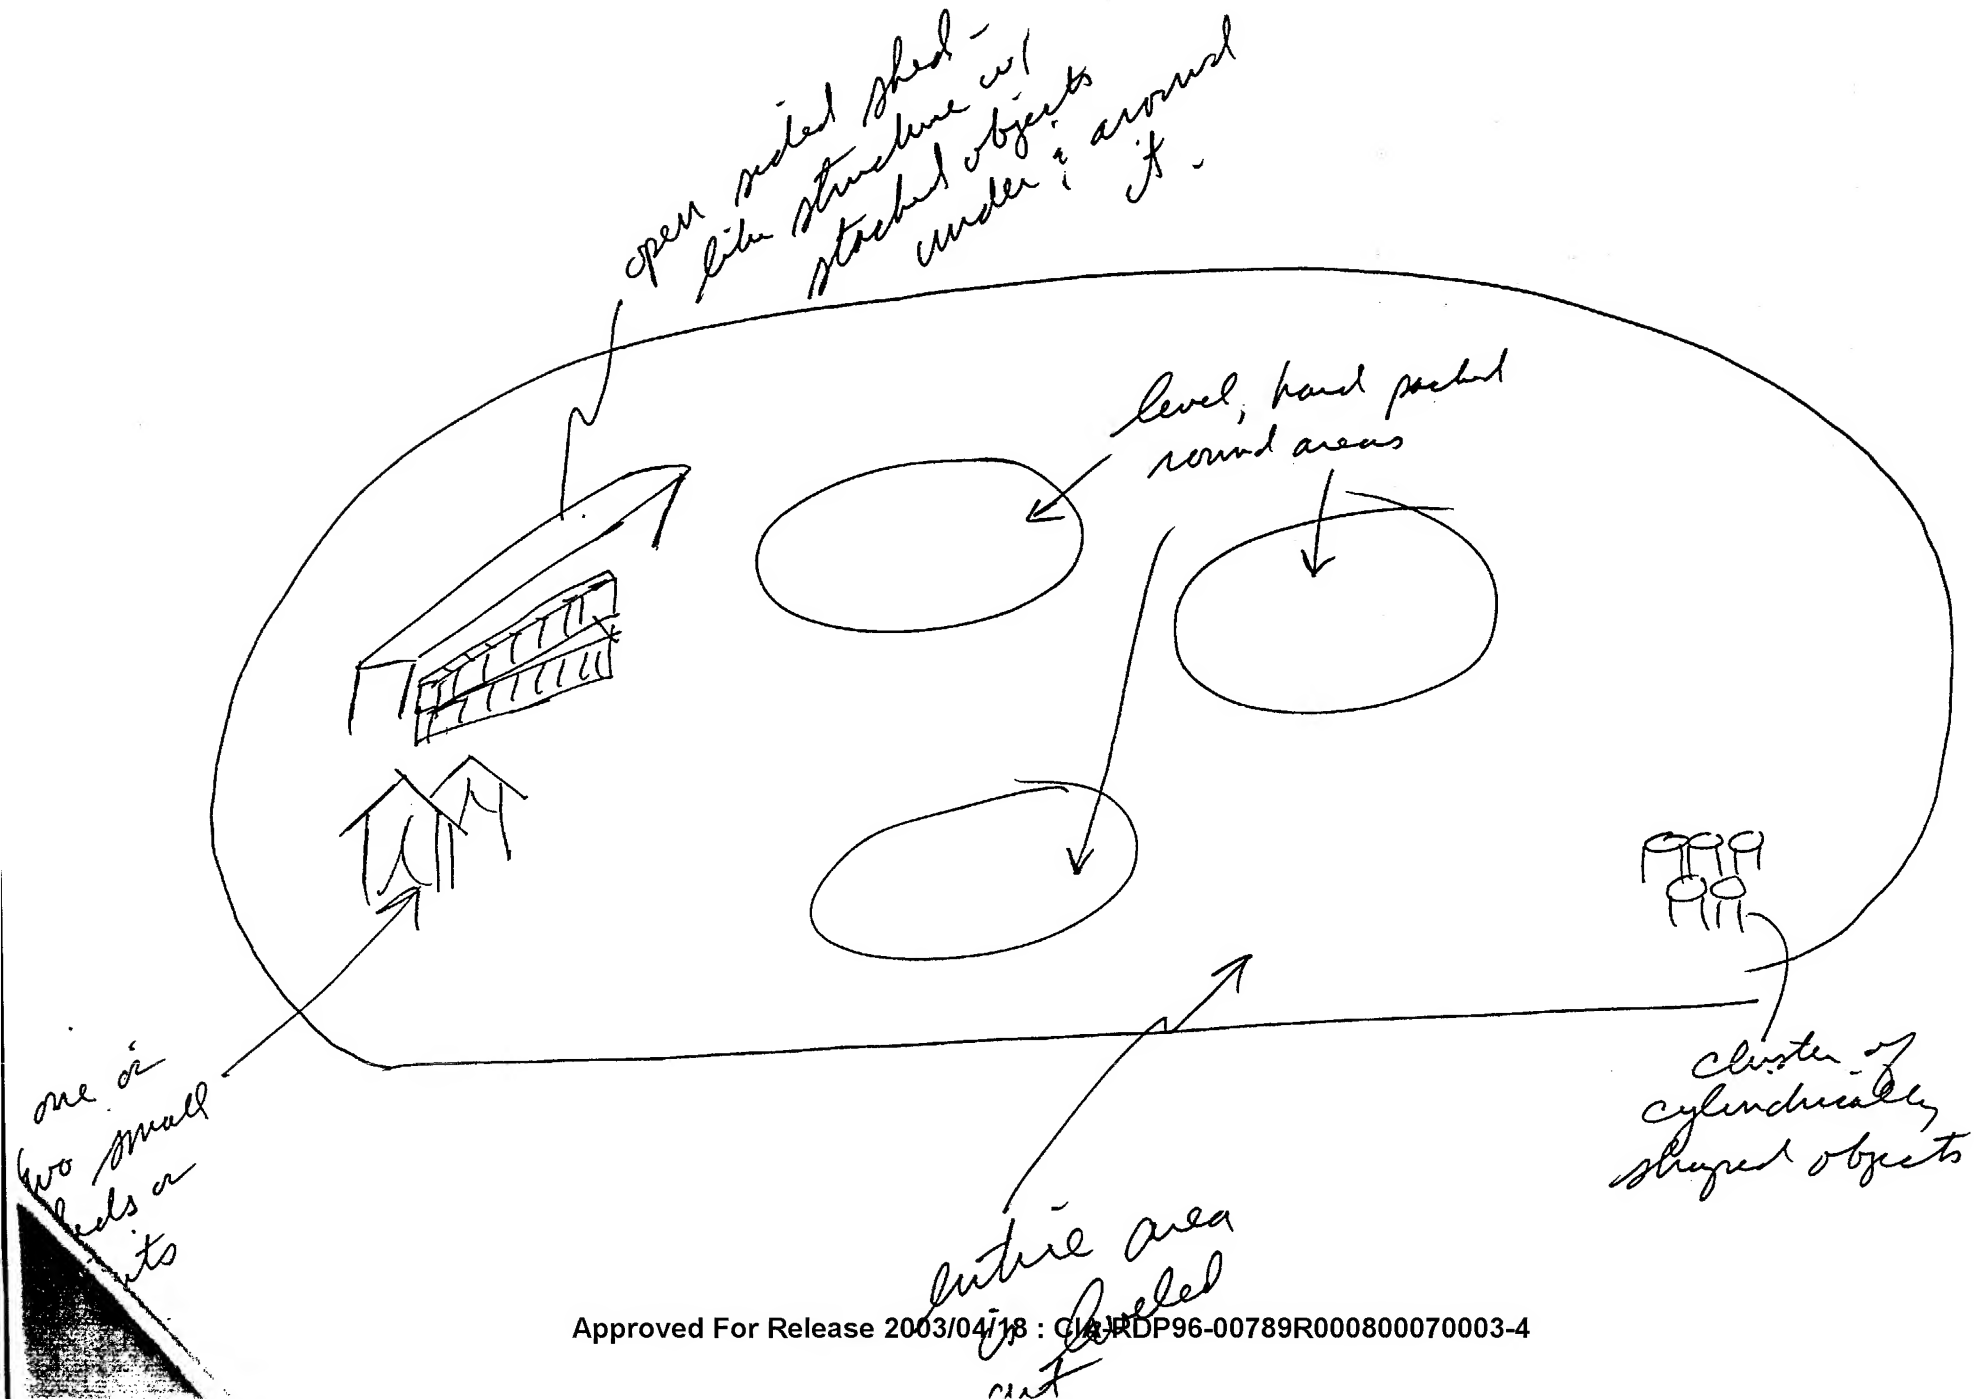 open sided shed-
like structure w/
stacked objects
under & around
it.
level, hard packed
round areas
one or
two small
or
cluster of
cylindrically
shaped objects
entire area
is leveled
out
Approved For Release 2003/04/18 : CIA-RDP96-00789R000800070003-4